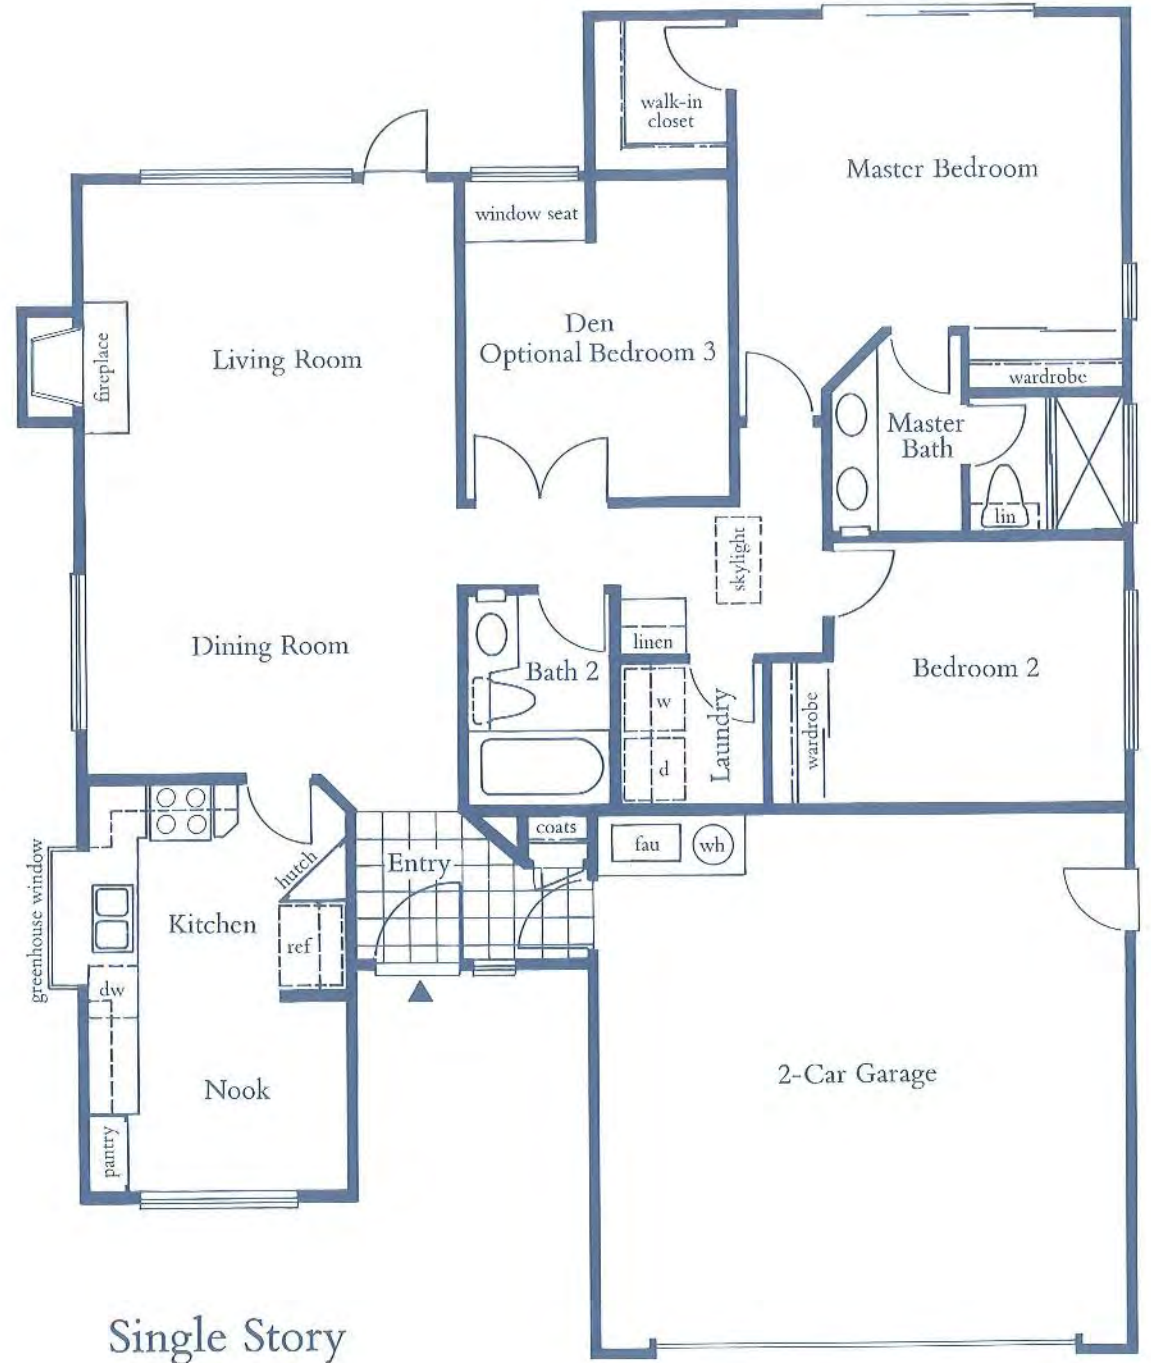 walk-in
closet
Master Bedroom
window seat
Den
Optional Bedroom 3
Living Room
fireplace
wardrobe
Master
Bath
lin
skylight
Dining Room
linen
Bath 2
w
d
Laundry
wardrobe
Bedroom 2
coats
fau
wh
Entry
hutch
greenhouse window
Kitchen
ref
dw
Nook
pantry
2-Car Garage
Single Story